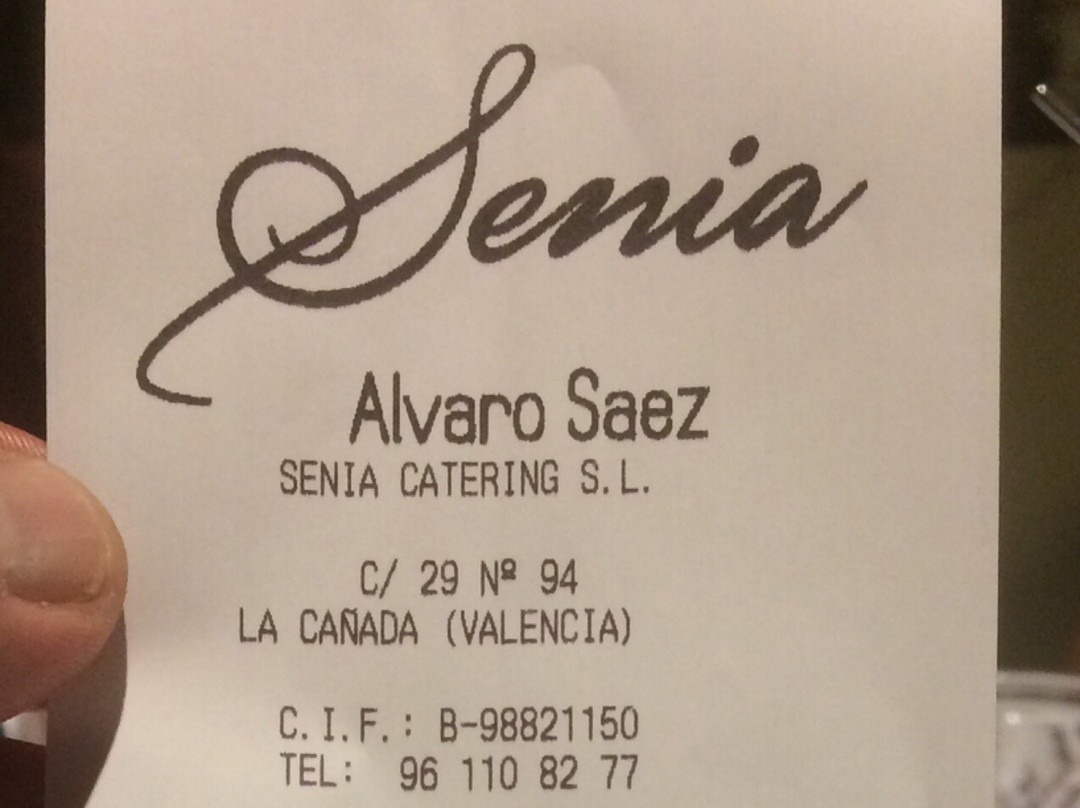 Senia
Alvaro Saez
SENIA CATERING S.L.
C/ 29 Nº 94
LA CAÑADA (VALENCIA)
C.I.F.: B-98821150
TEL: 96 110 82 77